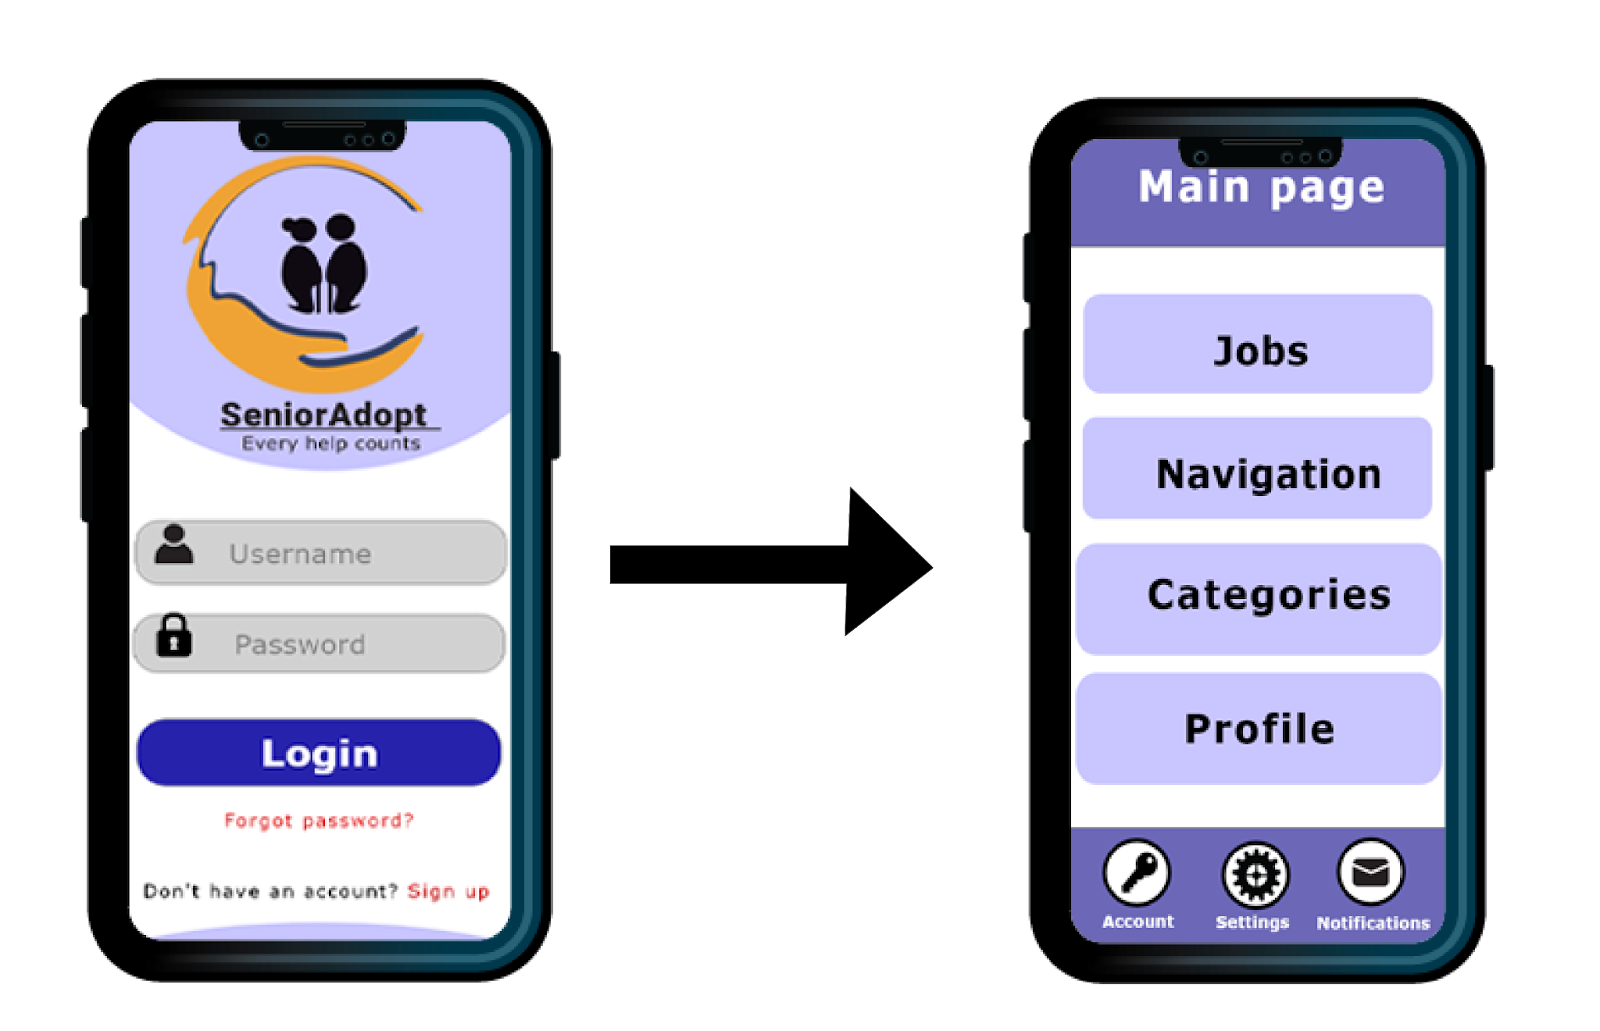 SeniorAdopt
Every help counts
Username
Password
Login
Forgot password?
Don't have an account? Sign up
Main page
Jobs
Navigation
Categories
Profile
Account Settings Notifications